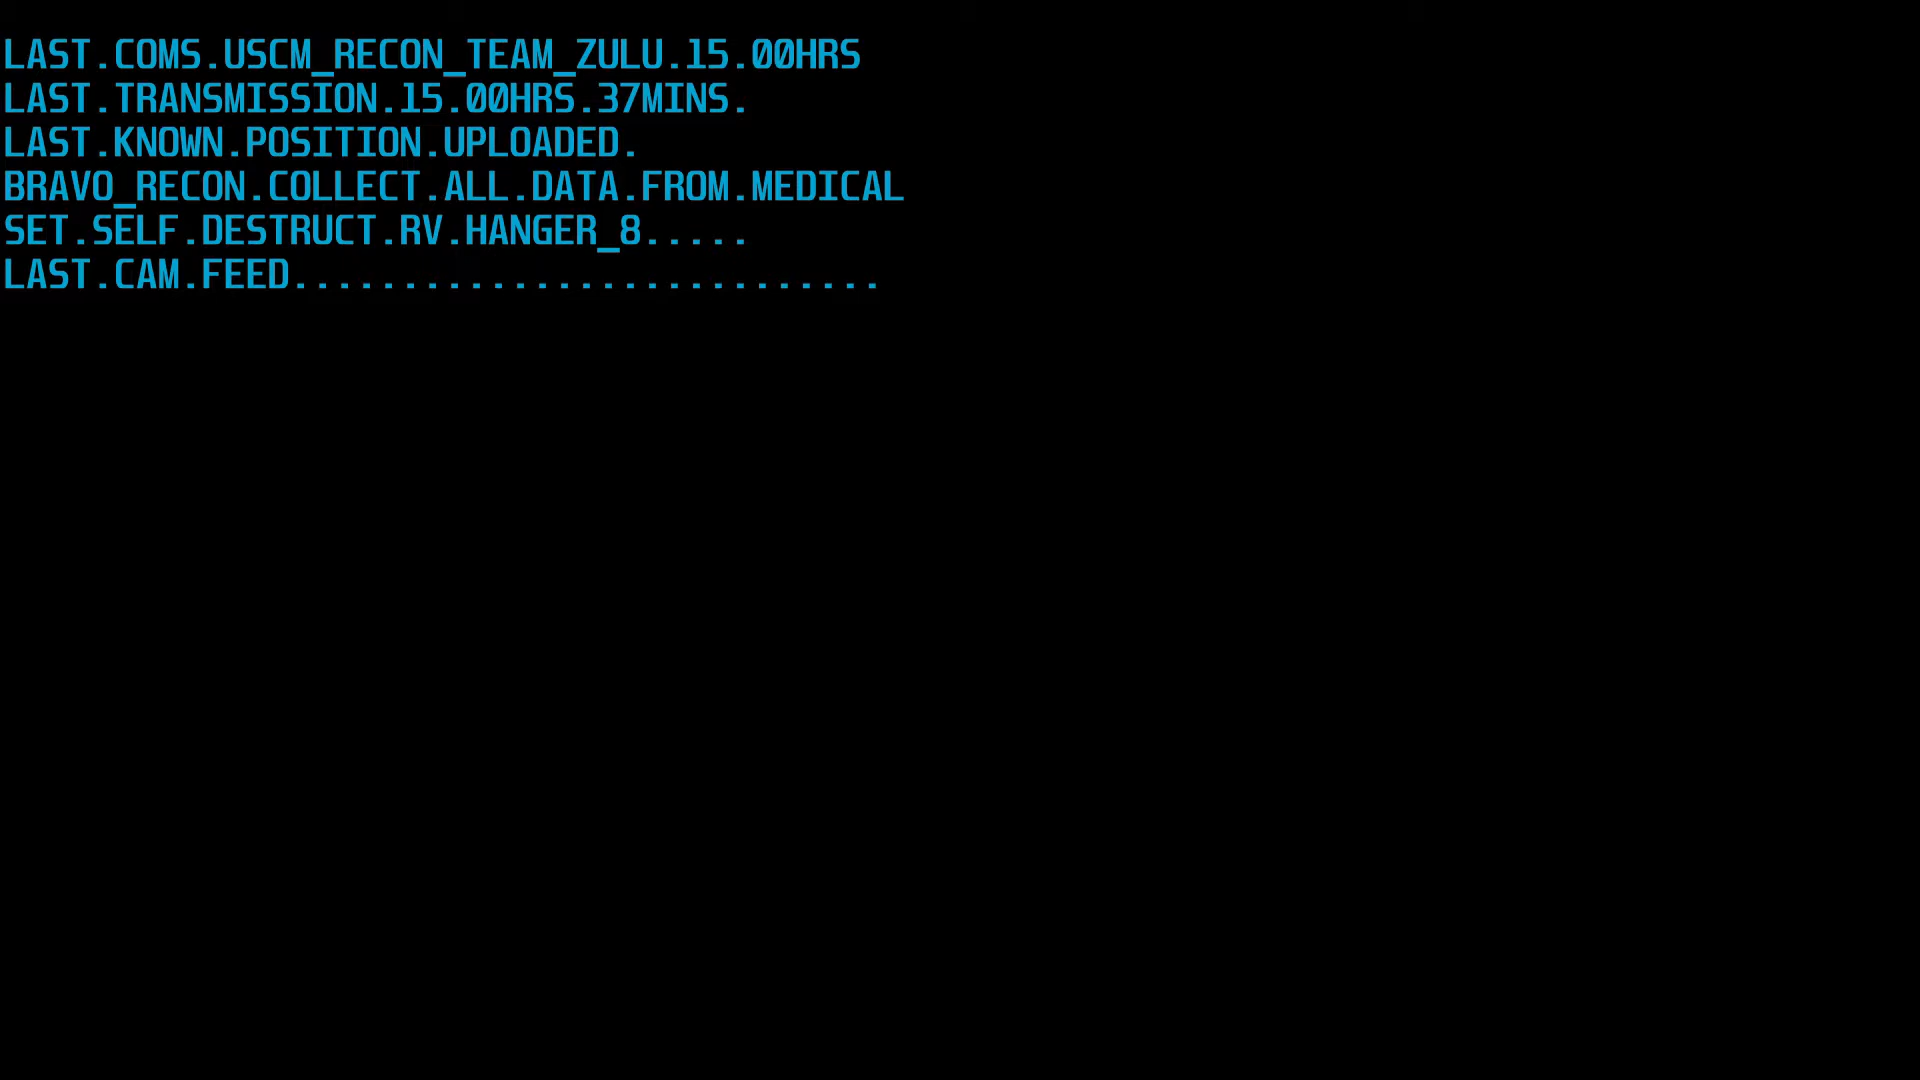 LAST.COMS.USCM_RECON_TEAM_ZULU.15.00HRS
LAST.TRANSMISSION.15.00HRS.37MINS.
LAST.KNOWN.POSITION.UPLOADED.
BRAVO_RECON.COLLECT.ALL.DATA.FROM.MEDICAL
SET.SELF.DESTRUCT.RV.HANGER_8.....
LAST.CAM.FEED...........................